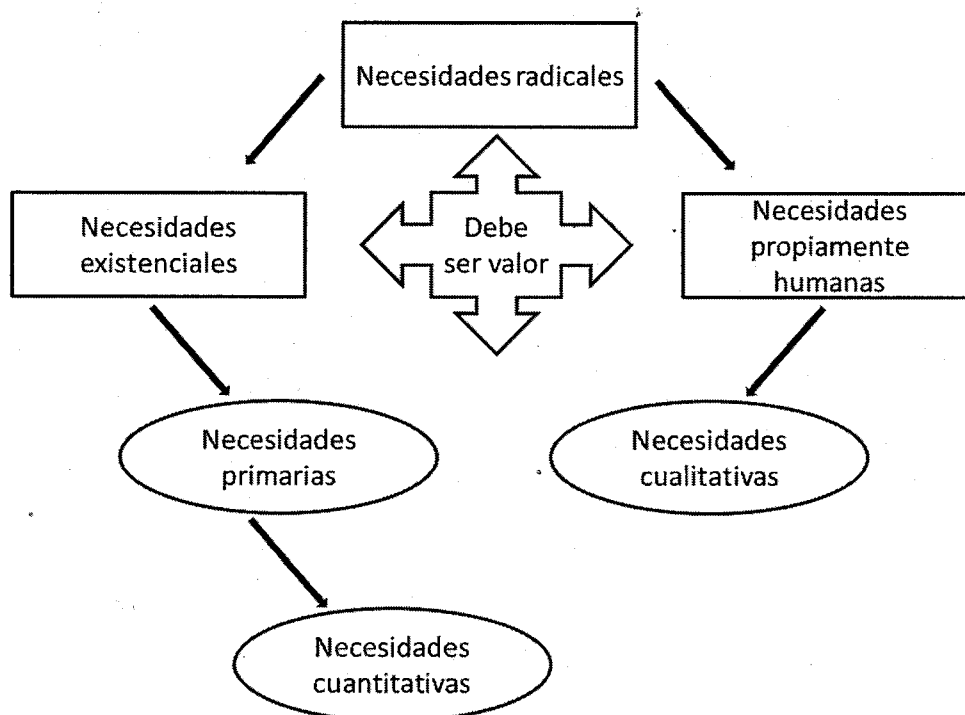 Necesidades radicales
Necesidades
existenciales
Debe
ser valor
Necesidades
propiamente
humanas
Necesidades
primarias
Necesidades
cualitativas
Necesidades
cuantitativas